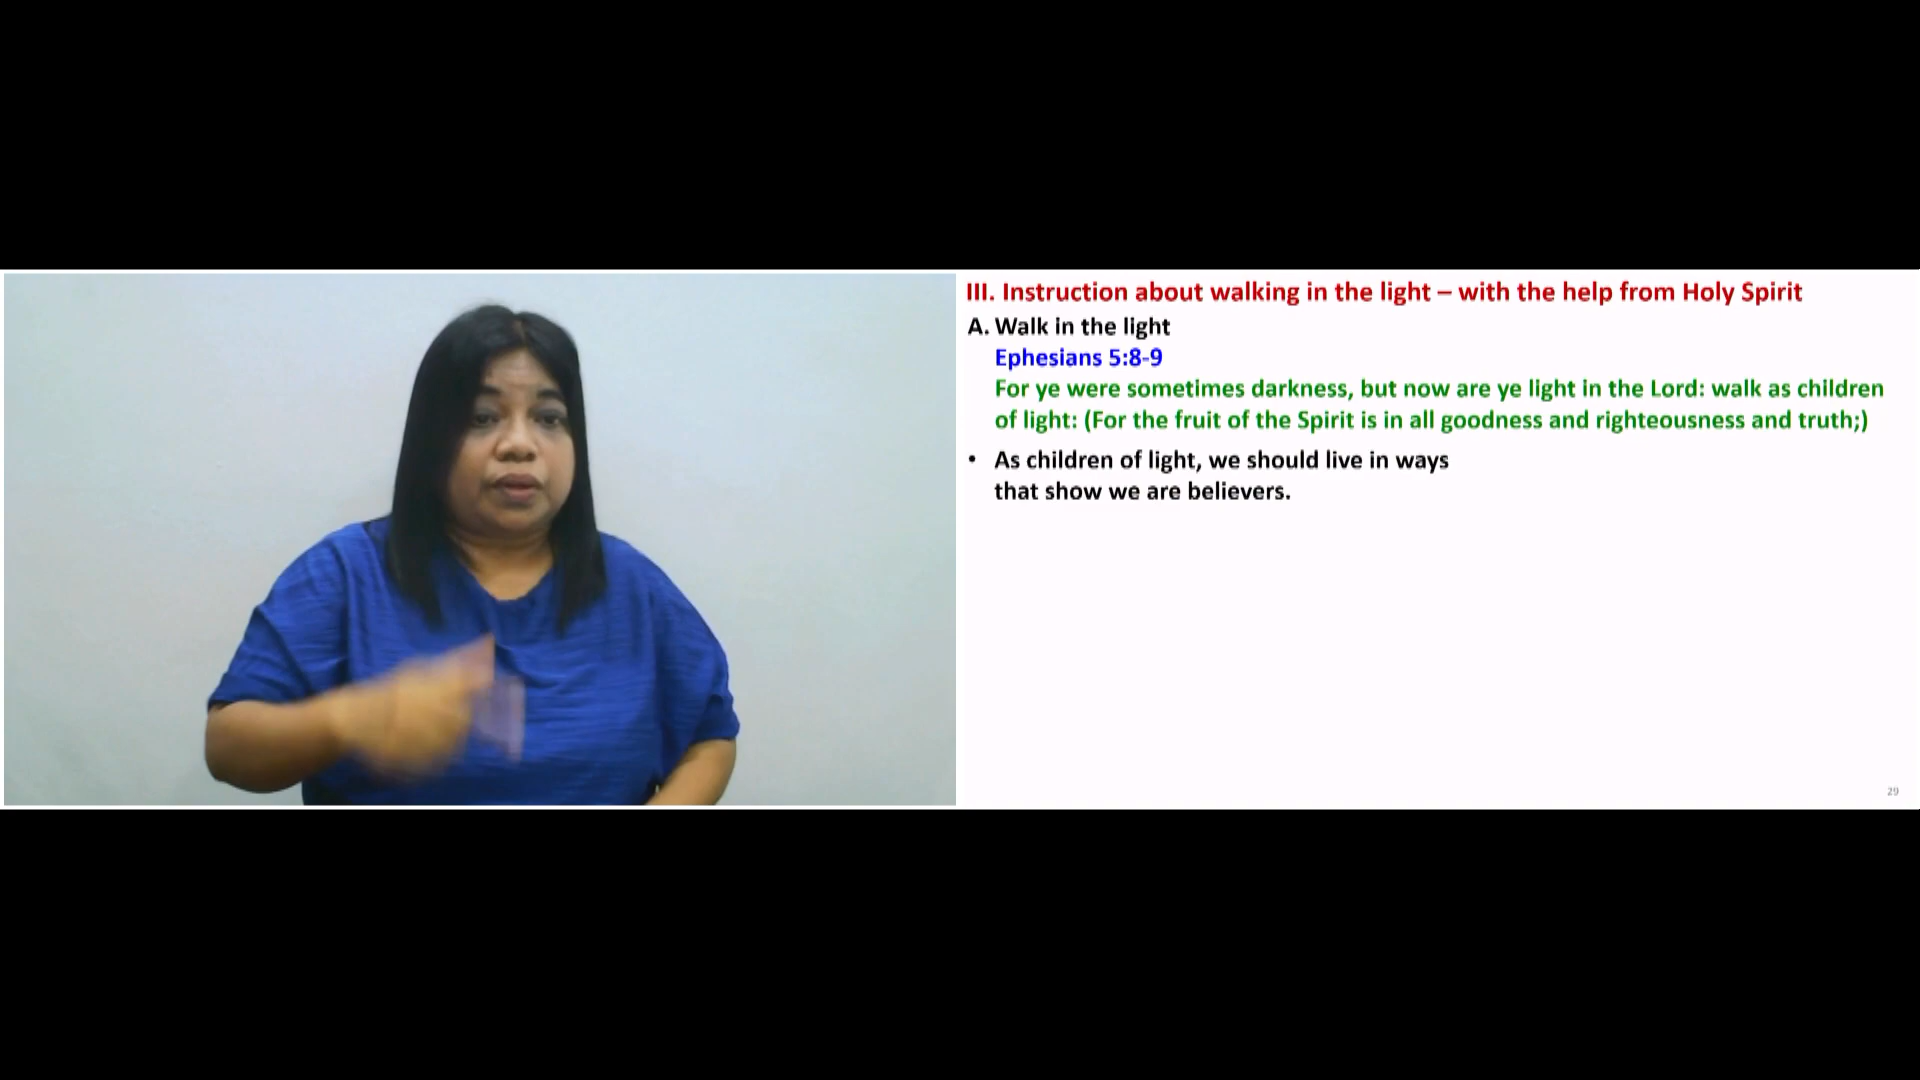 III. Instruction about walking in the light – with the help from Holy Spirit
A. Walk in the light
Ephesians 5:8-9
For ye were sometimes darkness, but now are ye light in the Lord: walk as children
of light: (For the fruit of the Spirit is in all goodness and righteousness and truth;)
• As children of light, we should live in ways
that show we are believers.
29